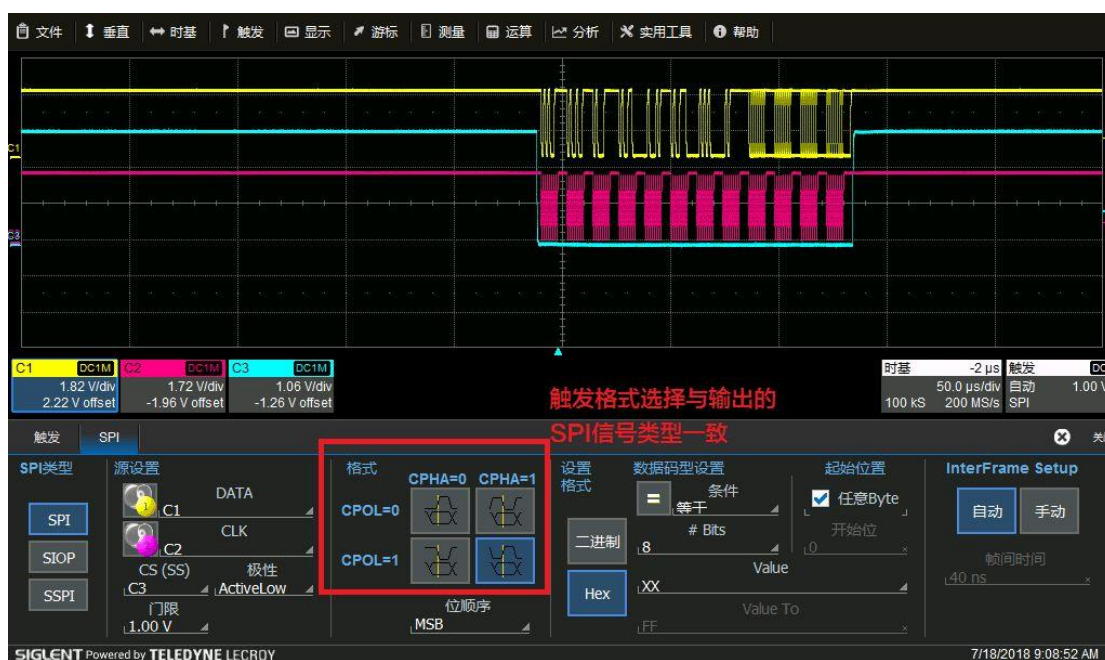 文件 垂直 时基 触发 显示 游标 测量 运算 分析 实用工具 帮助
C1
C3
C1 DC1M C2 DC1M C3 DC1M 时基 -2 µs 触发 DC
1.82 V/div 1.72 V/div 1.06 V/div 50.0 µs/div 自动 1.00 V
2.22 V offset -1.96 V offset -1.26 V offset 100 kS 200 MS/s SPI
触发格式选择与输出的
SPI信号类型一致
触发 SPI 关
SPI类型 源设置 格式 设置格式 数据码型设置 起始位置 InterFrame Setup
CPHA=0 CPHA=1
DATA
C1
CPOL=0
条件
= 等于
任意Byte
自动 手动
SPI
CLK
C2
# Bits
8
开始位
0
二进制
SIOP
CS (SS) 极性
C3 ActiveLow
CPOL=1
Value
XX
帧间时间
40 ns
Hex
SSPI
门限
1.00 V
位顺序
MSB
Value To
FF
SIGLENT Powered by TELEDYNE LECROY 7/18/2018 9:08:52 AM